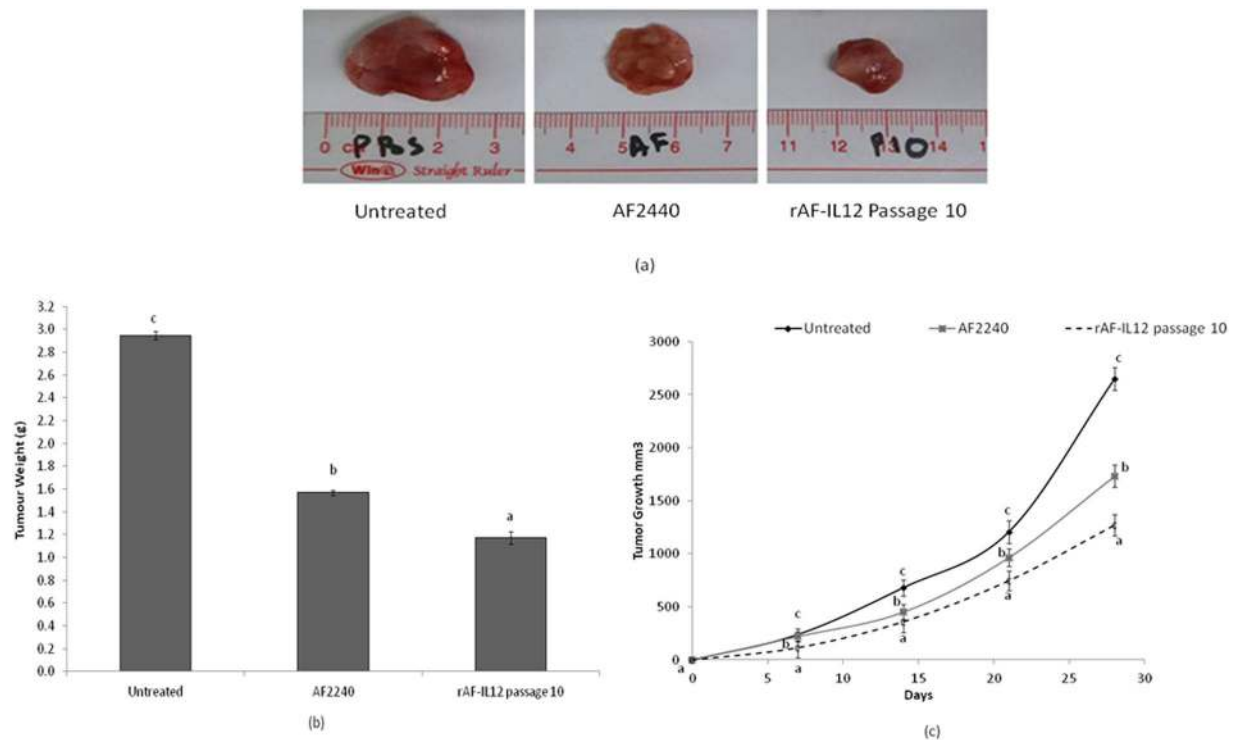 0 cm PBS 2 3
Win Straight Ruler
4 5 AF 6 7
11 12 P10 13 14 15
Untreated
AF2440
rAF-IL12 Passage 10
(a)
3.2
3.0
2.8
2.6
2.4
2.2
2.0
1.8
1.6
1.4
1.2
1.0
0.8
0.6
0.4
0.2
0.0
Tumour Weight (g)
c
b
a
Untreated
AF2240
rAF-IL12 passage 10
(b)
Untreated
AF2240
rAF-IL12 passage 10
3000
2500
2000
1500
1000
500
0
Tumor Growth mm3
a
c
b
a
c
b
a
c
b
a
c
b
a
0 5 10 15 20 25 30
Days
(c)